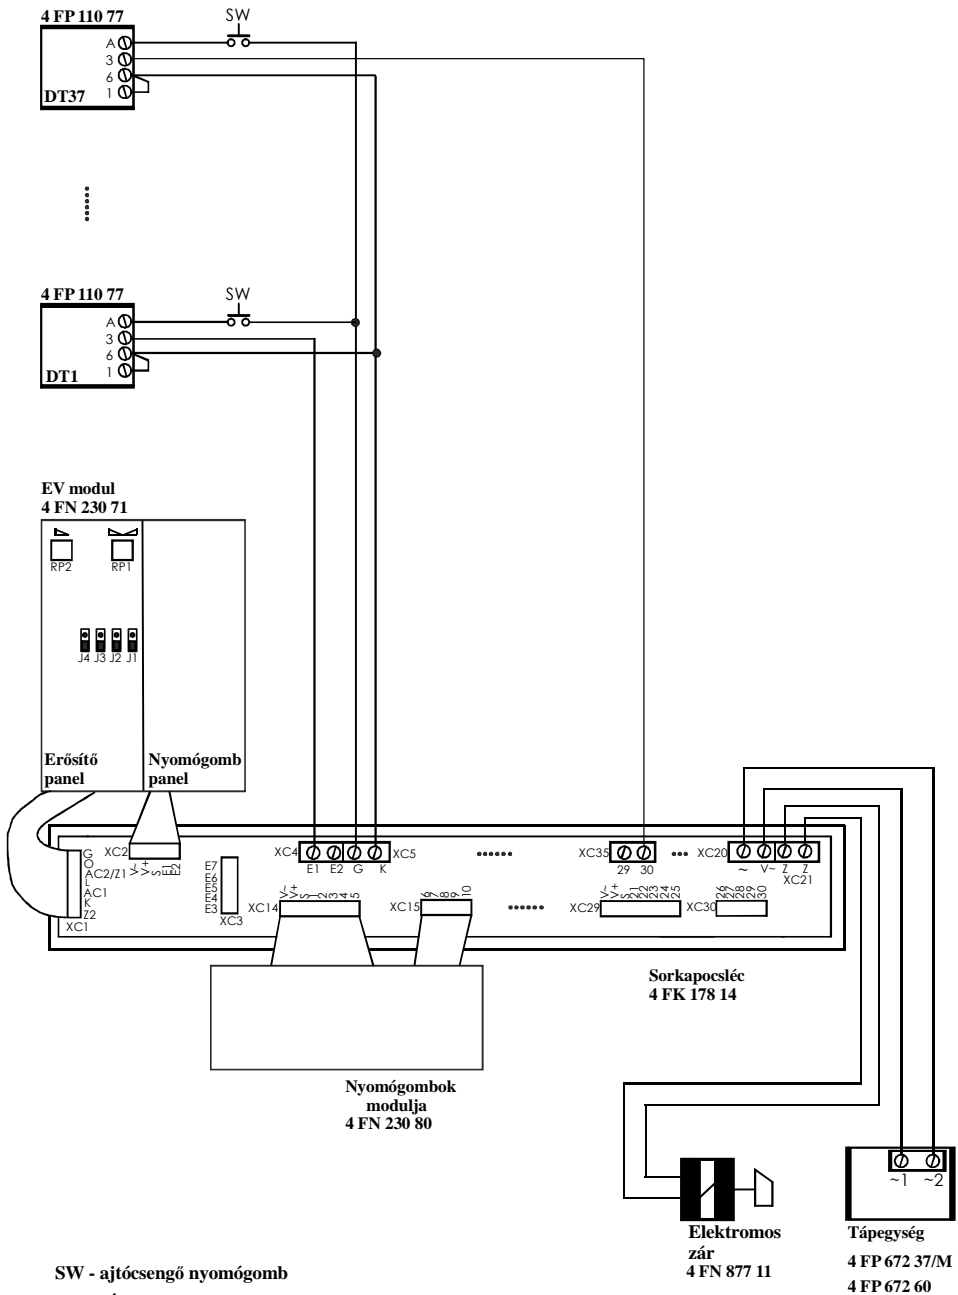 4 FP 110 77
SW
A
3
6
1
DT37
4 FP 110 77
SW
A
3
6
1
DT1
EV modul
4 FN 230 71
RP2
RP1
J4 J3 J2 J1
Erősítő
panel
Nyomógomb
panel
G
O
AC2/Z1
L
AC1
K
Z2
XC1
XC2
V~
V+
S
E1
E2
E7
E6
E5
E4
E3
XC3
XC4
E1 E2 G K
XC5
XC35
29 30
XC20
~ V~ Z Z
XC21
XC14
V~
V+
S
1
2
3
4
5
XC15
6
7
8
9
10
XC29
V~
V+
S
21
22
23
24
25
XC30
26
27
28
29
30
Sorkapocsléc
4 FK 178 14
Nyomógombok
modulja
4 FN 230 80
~1 ~2
Elektromos
zár
4 FN 877 11
Tápegység
4 FP 672 37/M
4 FP 672 60
SW - ajtócsengő nyomógomb